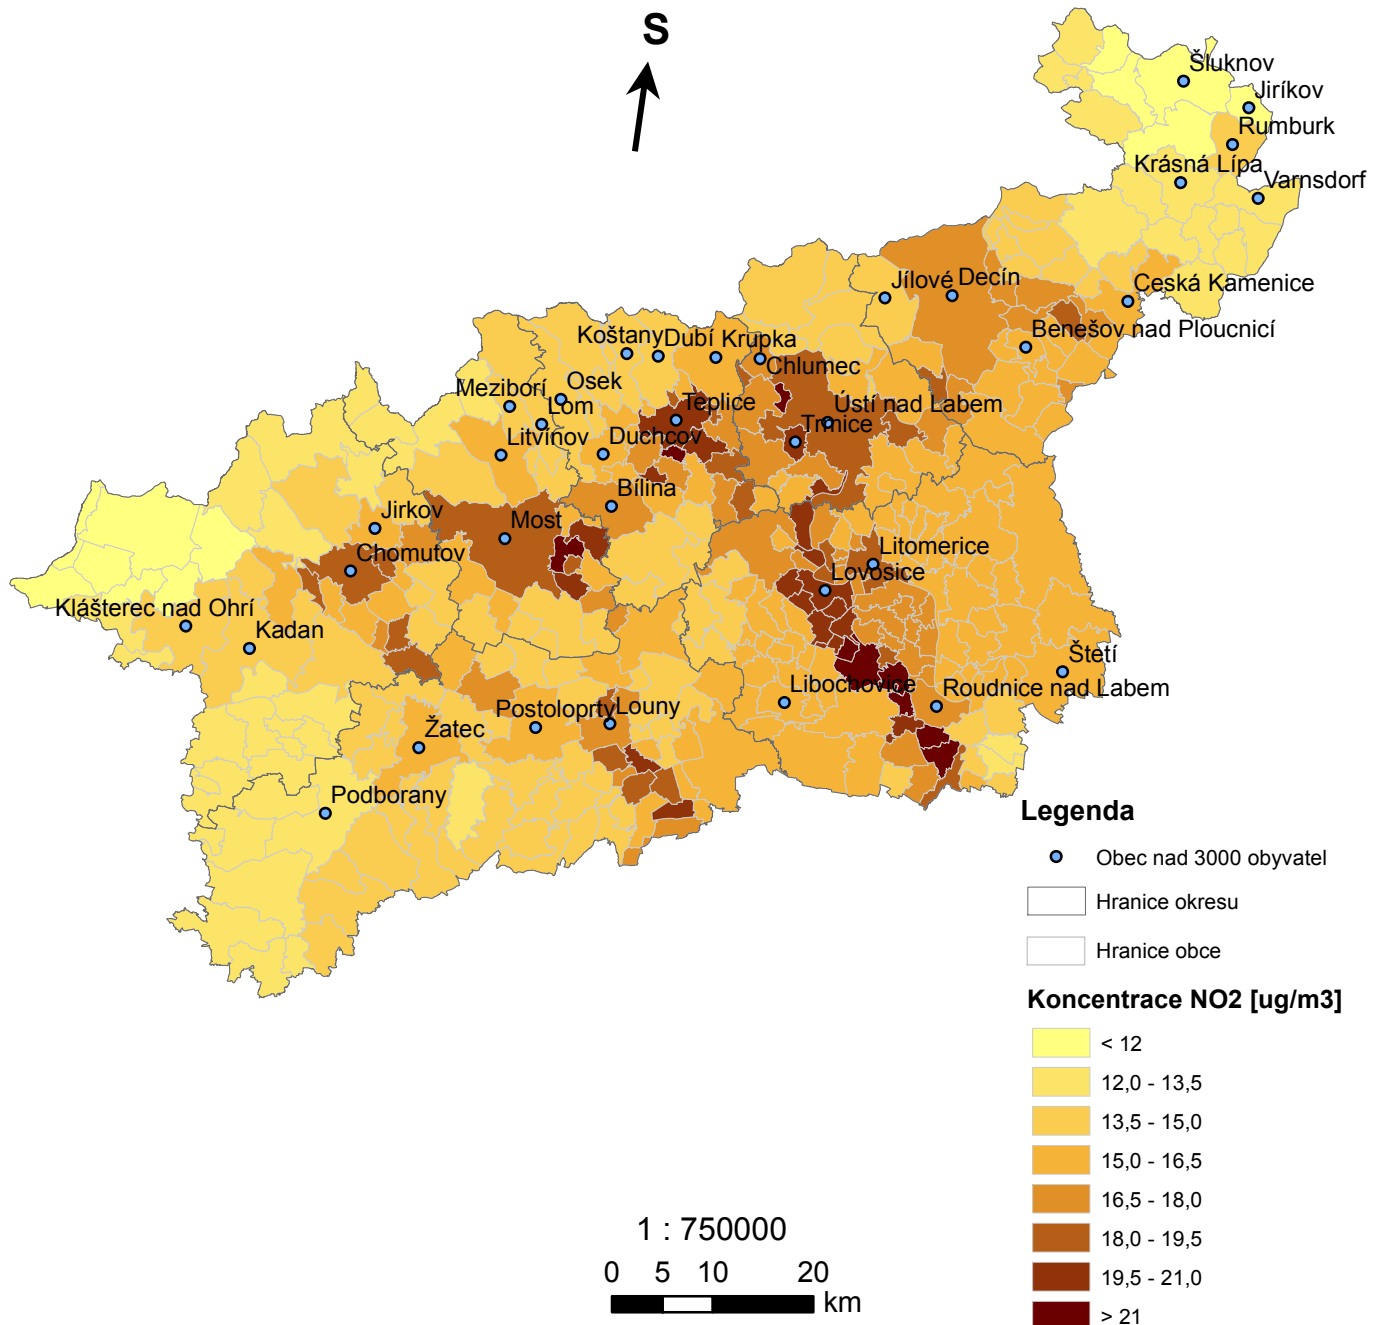 S
Šluknov
Jiríkov
Rumburk
Krásná Lípa
Varnsdorf
Jílové
Decín
Ceská Kamenice
Benešov nad Ploucnicí
Koštany
Dubí
Krupka
Chlumec
Meziborí
Osek
Lom
Teplice
Ústí nad Labem
Trmice
Litvínov
Duchcov
Bílina
Jirkov
Most
Chomutov
Litomerice
Lovosice
Klášterec nad Ohrí
Kadan
Štetí
Libochovice
Roudnice nad Labem
Postoloprty
Louny
Žatec
Podborany
Legenda
Obec nad 3000 obyvatel
Hranice okresu
Hranice obce
Koncentrace NO2 [ug/m3]
< 12
12,0 - 13,5
13,5 - 15,0
15,0 - 16,5
16,5 - 18,0
18,0 - 19,5
19,5 - 21,0
> 21
1 : 750000
0 5 10 20
km